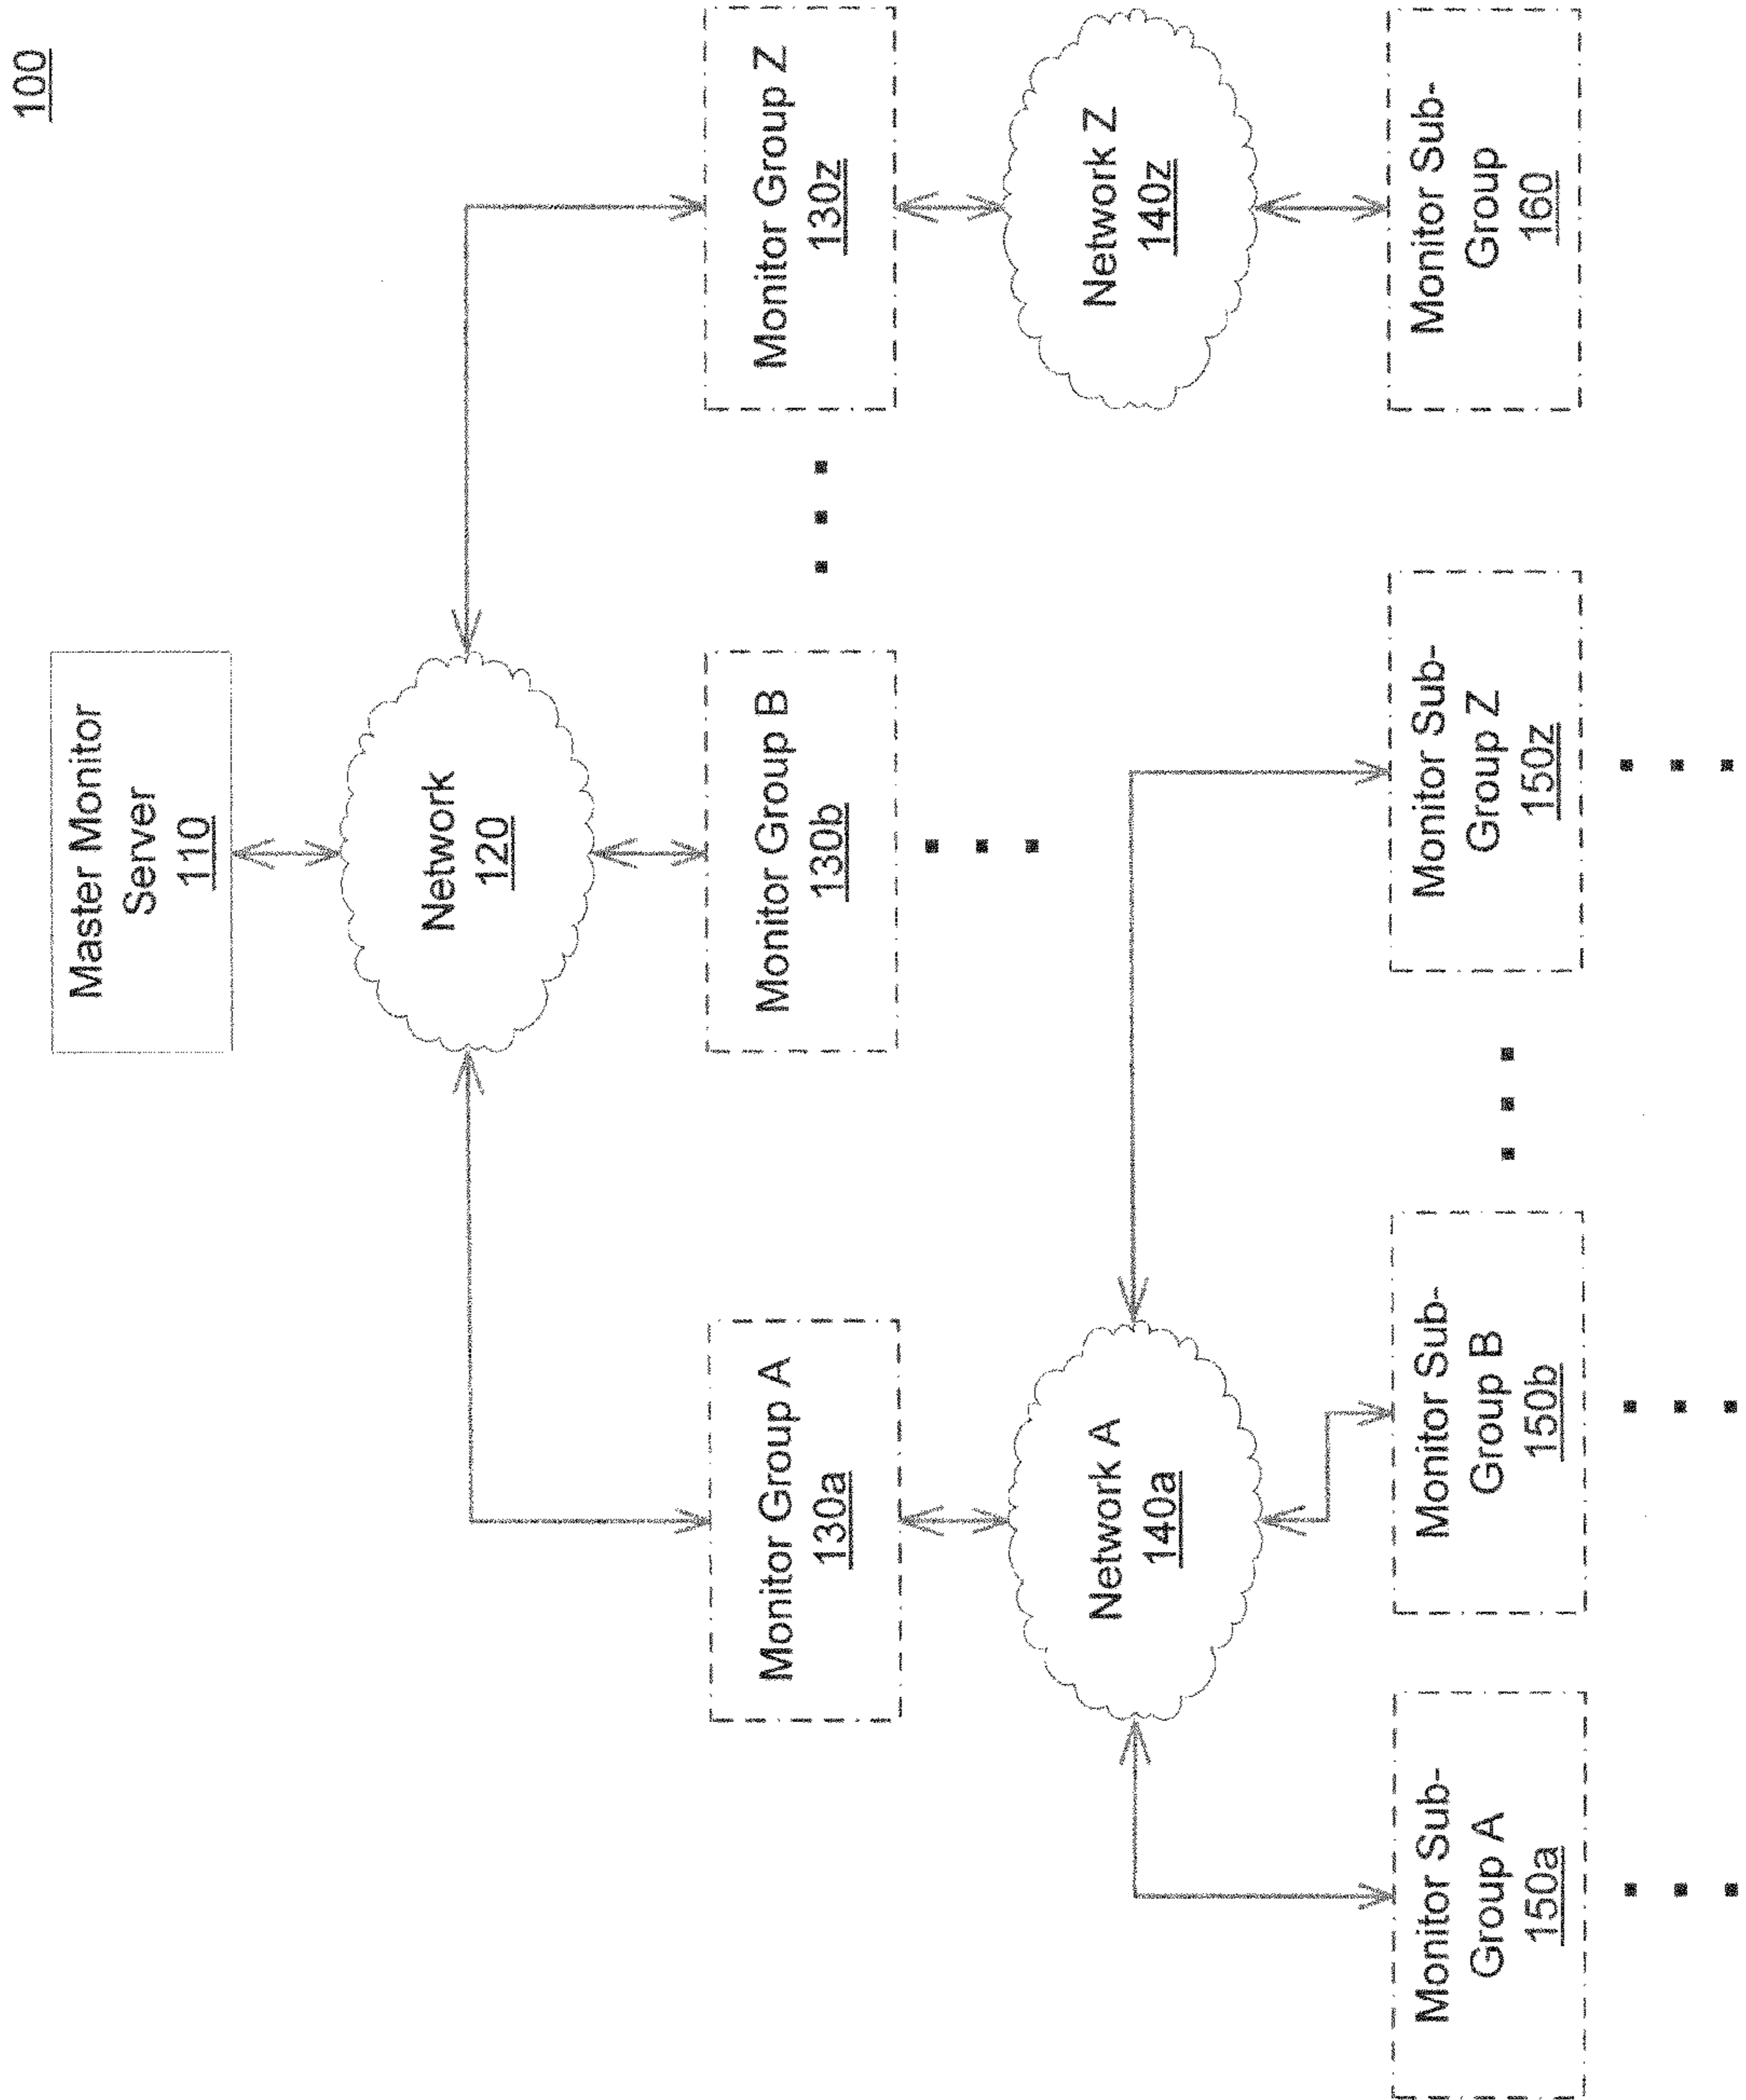 100
Master Monitor
Server
110
Network
120
Monitor Group A
130a
Monitor Group B
130b
Monitor Group Z
130z
Network A
140a
Network Z
140z
Monitor Sub-
Group A
150a
Monitor Sub-
Group B
150b
Monitor Sub-
Group Z
150z
Monitor Sub-
Group
160